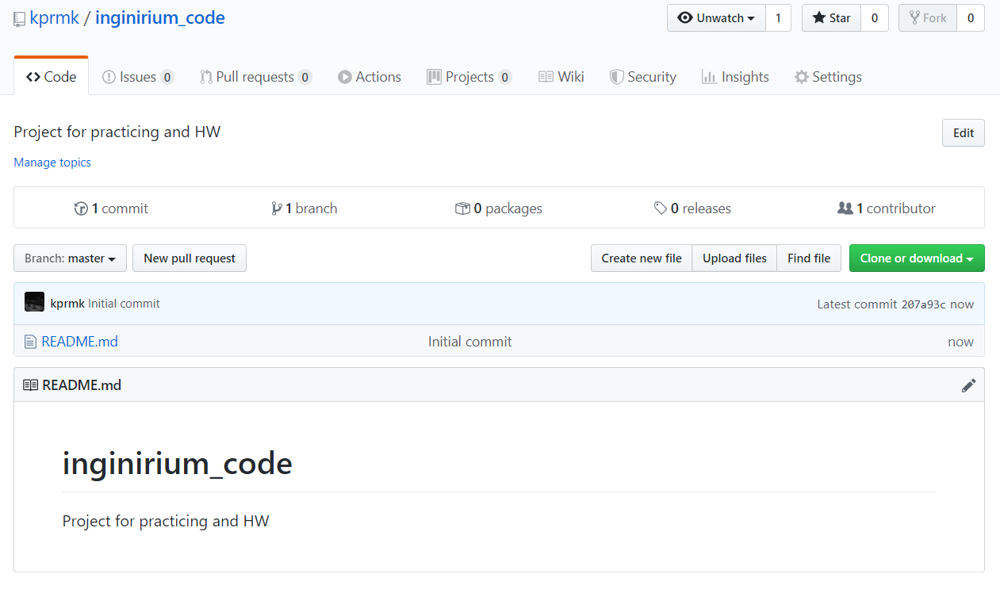 kprmk / inginirium_code
Unwatch 1 Star 0 Fork 0
Code Issues 0 Pull requests 0 Actions Projects 0 Wiki Security Insights Settings
Project for practicing and HW
Edit
Manage topics
1 commit 1 branch 0 packages 0 releases 1 contributor
Branch: master New pull request Create new file Upload files Find file Clone or download
kprmk Initial commit Latest commit 207a93c now
README.md Initial commit now
README.md
inginirium_code
Project for practicing and HW